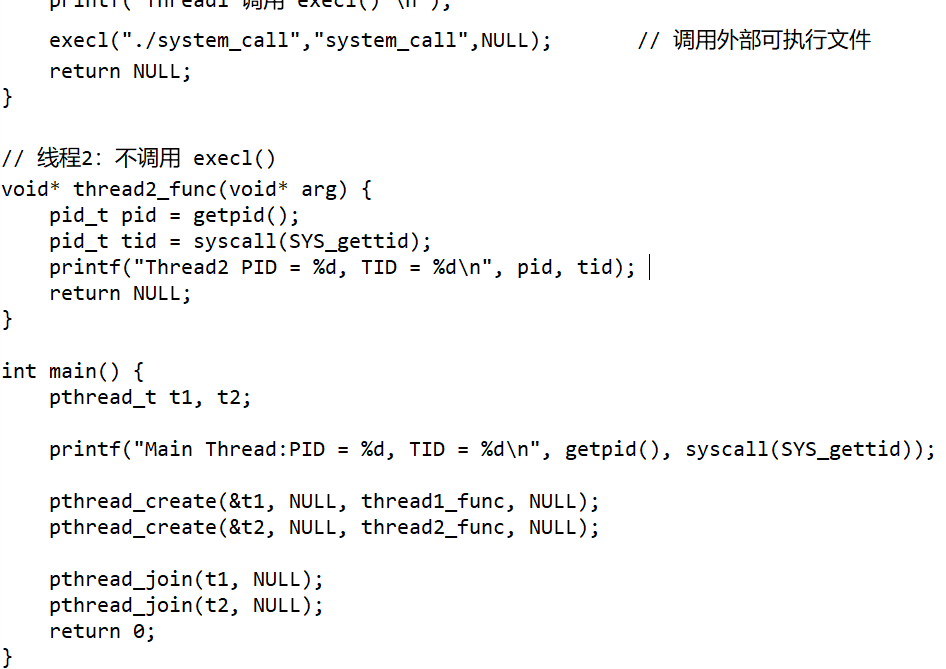 printf("Thread1 调用 execl() \n");
execl("./system_call","system_call",NULL); // 调用外部可执行文件
return NULL;
}
// 线程2：不调用 execl()
void* thread2_func(void* arg) {
pid_t pid = getpid();
pid_t tid = syscall(SYS_gettid);
printf("Thread2 PID = %d, TID = %d\n", pid, tid);
return NULL;
}
int main() {
pthread_t t1, t2;
printf("Main Thread:PID = %d, TID = %d\n", getpid(), syscall(SYS_gettid));
pthread_create(&t1, NULL, thread1_func, NULL);
pthread_create(&t2, NULL, thread2_func, NULL);
pthread_join(t1, NULL);
pthread_join(t2, NULL);
return 0;
}